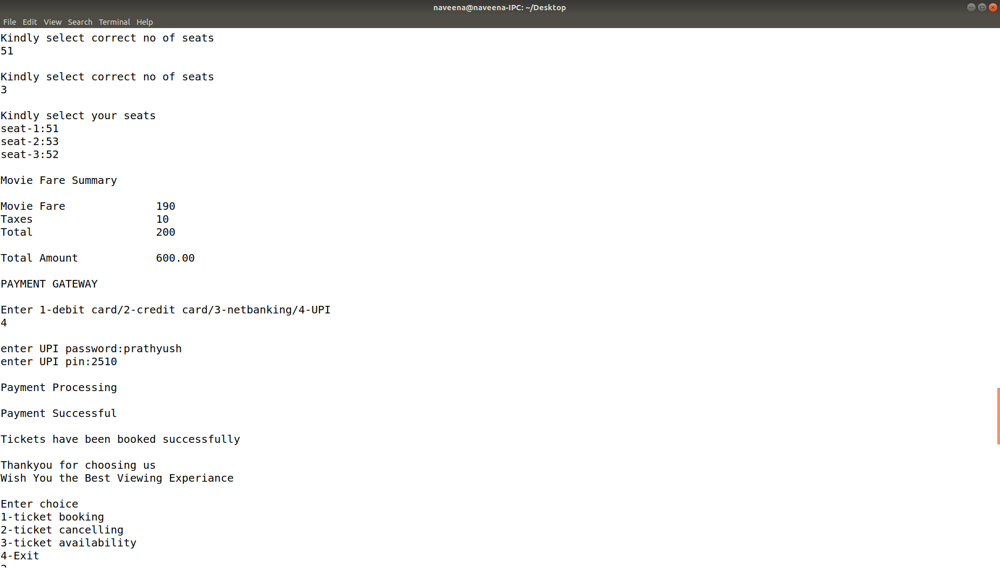 naveena@naveena-IPC: ~/Desktop
File Edit View Search Terminal Help
Kindly select correct no of seats
51
Kindly select correct no of seats
3
Kindly select your seats
seat-1:51
seat-2:53
seat-3:52
Movie Fare Summary
Movie Fare 190
Taxes 10
Total 200
Total Amount 600.00
PAYMENT GATEWAY
Enter 1-debit card/2-credit card/3-netbanking/4-UPI
4
enter UPI password:prathyush
enter UPI pin:2510
Payment Processing
Payment Successful
Tickets have been booked successfully
Thankyou for choosing us
Wish You the Best Viewing Experiance
Enter choice
1-ticket booking
2-ticket cancelling
3-ticket availability
4-Exit